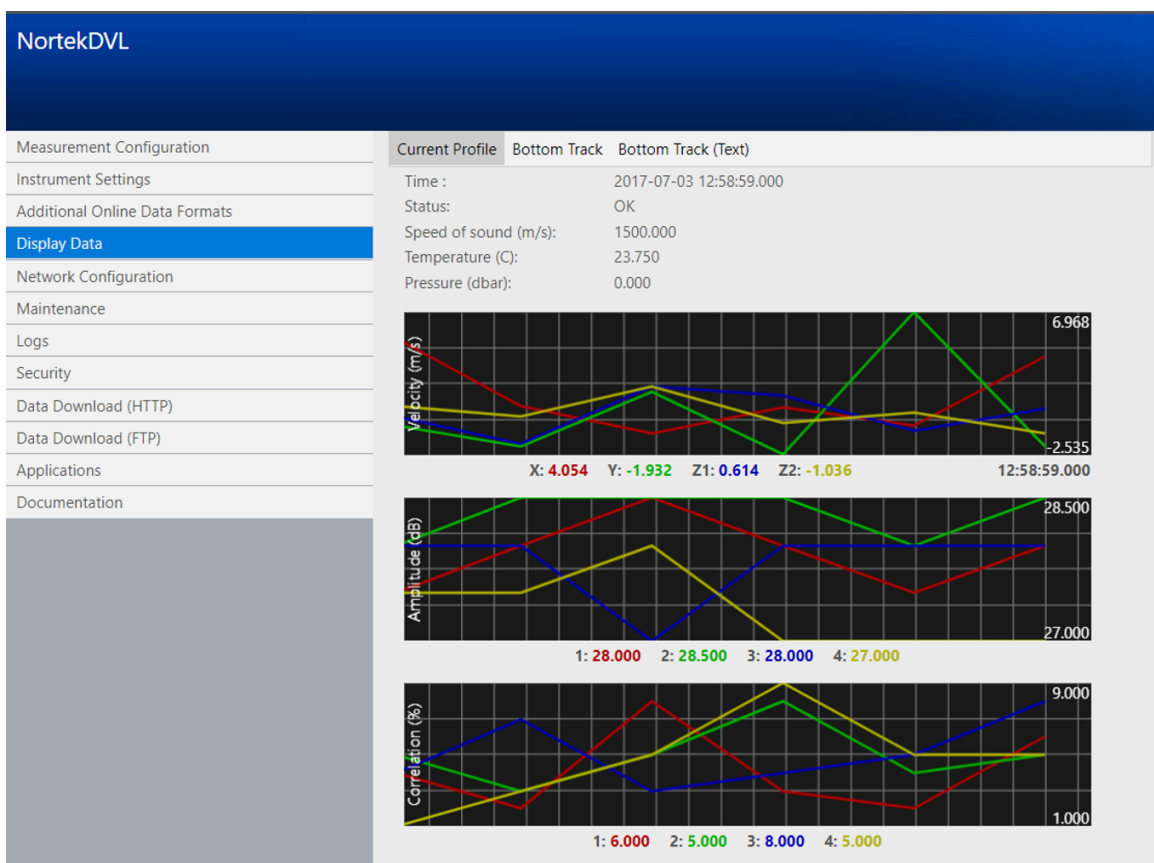 NortekDVL
Measurement Configuration
Instrument Settings
Additional Online Data Formats
Display Data
Network Configuration
Maintenance
Logs
Security
Data Download (HTTP)
Data Download (FTP)
Applications
Documentation
Current Profile Bottom Track Bottom Track (Text)
Time : 2017-07-03 12:58:59.000
Status: OK
Speed of sound (m/s): 1500.000
Temperature (C): 23.750
Pressure (dbar): 0.000
Velocity (m/s)
6.968
-2.535
X: 4.054 Y: -1.932 Z1: 0.614 Z2: -1.036 12:58:59.000
Amplitude (dB)
28.500
27.000
1: 28.000 2: 28.500 3: 28.000 4: 27.000
Correlation (%)
9.000
1.000
1: 6.000 2: 5.000 3: 8.000 4: 5.000